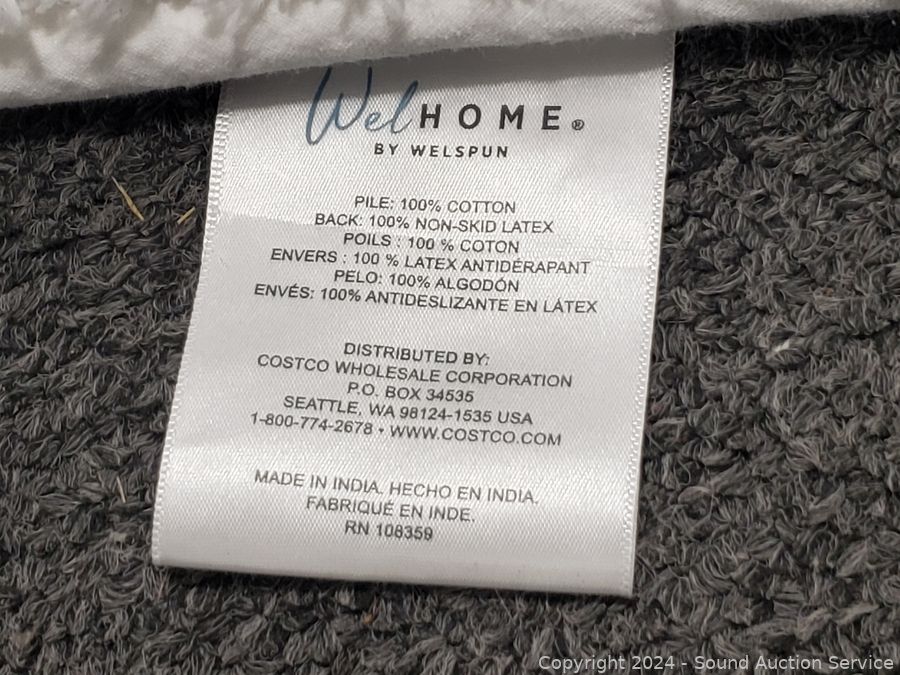 WelHOME®
BY WELSPUN
PILE: 100% COTTON
BACK: 100% NON-SKID LATEX
POILS : 100 % COTON
ENVERS : 100 % LATEX ANTIDÉRAPANT
PELO: 100% ALGODÓN
ENVÉS: 100% ANTIDESLIZANTE EN LÁTEX
DISTRIBUTED BY:
COSTCO WHOLESALE CORPORATION
P.O. BOX 34535
SEATTLE, WA 98124-1535 USA
1-800-774-2678 • WWW.COSTCO.COM
MADE IN INDIA. HECHO EN INDIA.
FABRIQUÉ EN INDE.
RN 108359
Copyright 2024 - Sound Auction Service